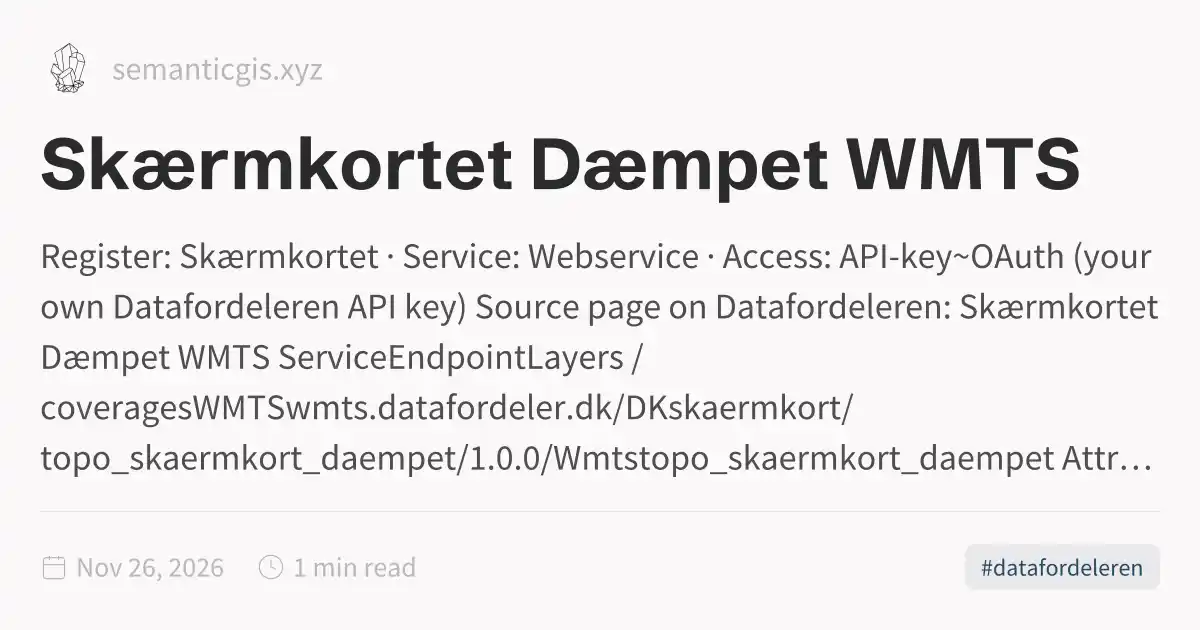 semanticgis.xyz
Skærmkortet Dæmpet WMTS
Register: Skærmkortet · Service: Webservice · Access: API-key~OAuth (your
own Datafordeleren API key) Source page on Datafordeleren: Skærmkortet
Dæmpet WMTS ServiceEndpointLayers /
coveragesWMTSwmts.datafordeler.dk/DKskaermkort/
topo_skaermkort_daempet/1.0.0/Wmtstopo_skaermkort_daempet Attr…
Nov 26, 2026 1 min read #datafordeleren